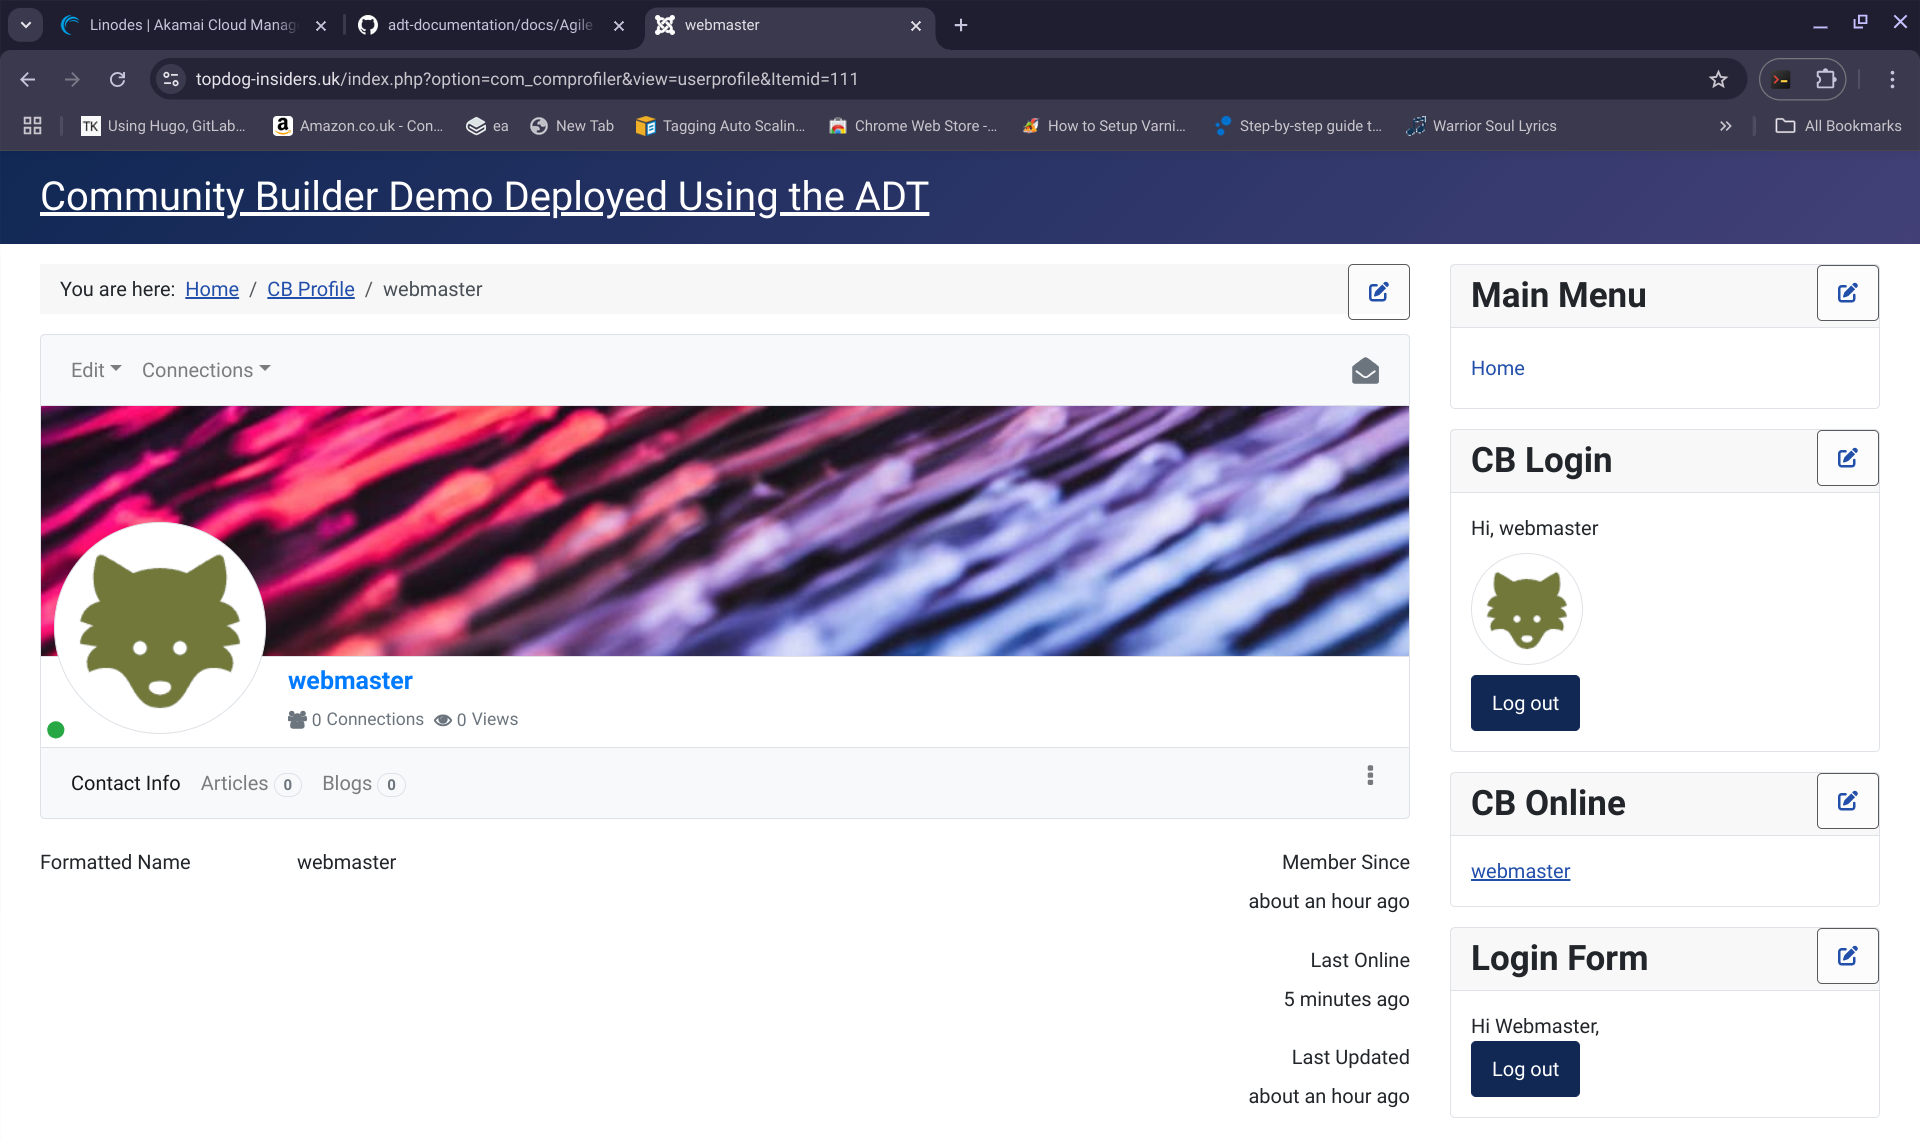 Linodes | Akamai Cloud Manag
adt-documentation/docs/Agile
webmaster
topdog-insiders.uk/index.php?option=com_comprofiler&view=userprofile&Itemid=111
TK Using Hugo, GitLab...
a Amazon.co.uk - Con...
ea
New Tab
Tagging Auto Scalin...
Chrome Web Store -...
How to Setup Varni...
Step-by-step guide t...
Warrior Soul Lyrics
»
All Bookmarks
Community Builder Demo Deployed Using the ADT
You are here: Home / CB Profile / webmaster
Edit Connections
webmaster
0 Connections 0 Views
Contact Info Articles 0 Blogs 0
Formatted Name webmaster
Member Since
about an hour ago
Last Online
5 minutes ago
Last Updated
about an hour ago
Main Menu
Home
CB Login
Hi, webmaster
Log out
CB Online
webmaster
Login Form
Hi Webmaster,
Log out